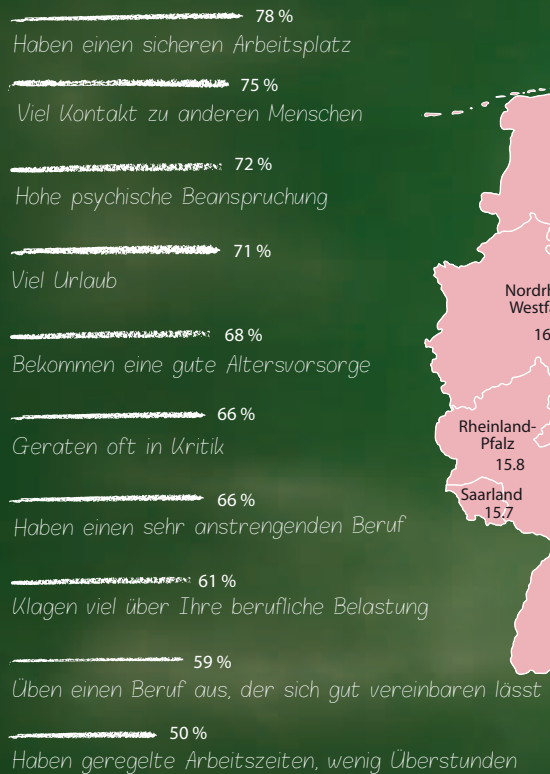 78 %
Haben einen sicheren Arbeitsplatz
75 %
Viel Kontakt zu anderen Menschen
72 %
Hohe psychische Beanspruchung
71 %
Viel Urlaub
68 %
Bekommen eine gute Altersvorsorge
66 %
Geraten oft in Kritik
66 %
Haben einen sehr anstrengenden Beruf
61 %
Klagen viel über Ihre berufliche Belastung
59 %
Üben einen Beruf aus, der sich gut vereinbaren lässt
50 %
Haben geregelte Arbeitszeiten, wenig Überstunden
Rheinland-
Pfalz
15.8
Saarland
15.7